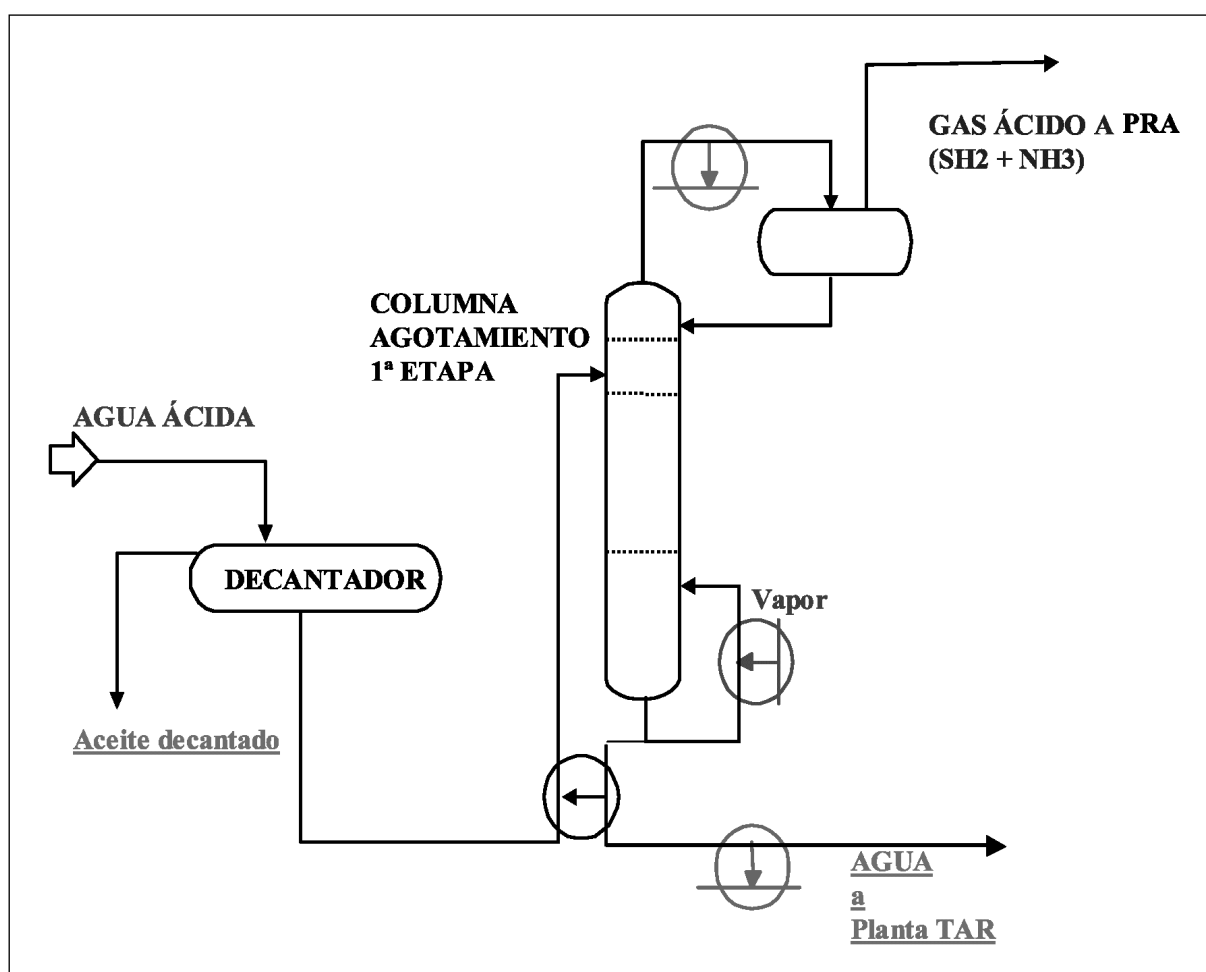 GAS ÁCIDO A PRA
(SH2 + NH3)
COLUMNA
AGOTAMIENTO
1ª ETAPA
AGUA ÁCIDA
DECANTADOR
Vapor
Aceite decantado
AGUA
a
Planta TAR